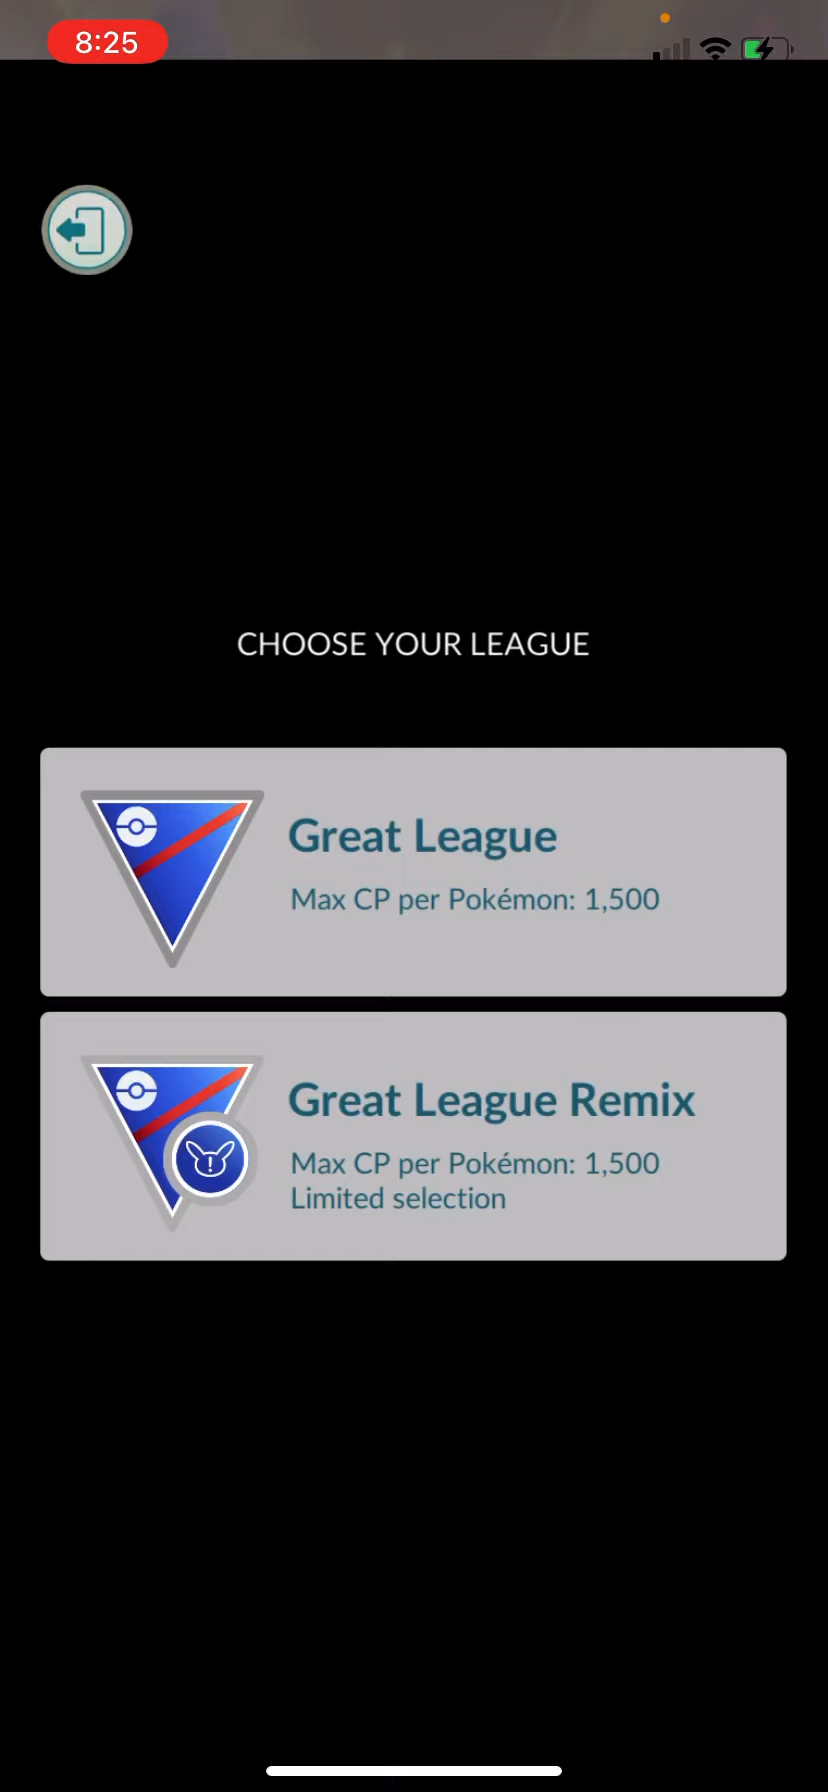 8:25
CHOOSE YOUR LEAGUE
Great League
Max CP per Pokémon: 1,500
Great League Remix
Max CP per Pokémon: 1,500
Limited selection